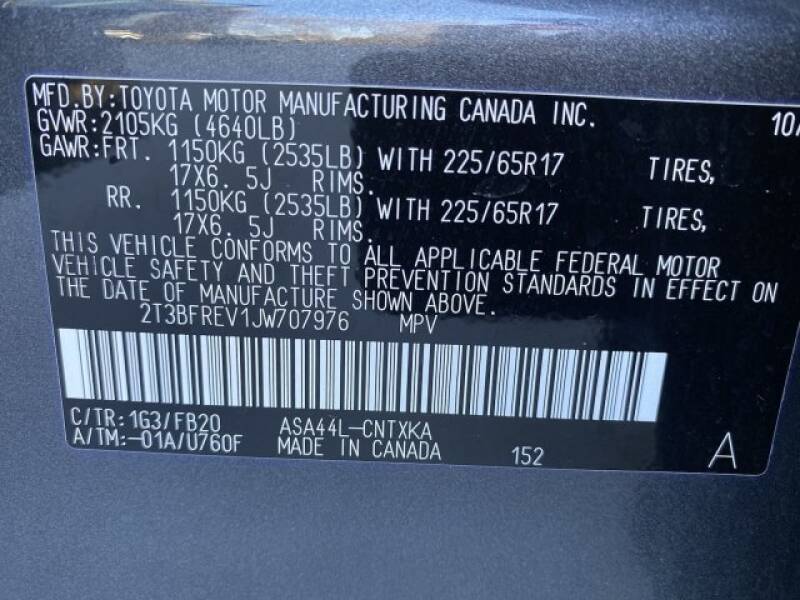 MFD.BY:TOYOTA MOTOR MANUFACTURING CANADA INC. 10/
GVWR:2105KG (4640LB)
GAWR:FRT. 1150KG (2535LB) WITH 225/65R17 TIRES,
17X6. 5J RIMS.
RR. 1150KG (2535LB) WITH 225/65R17 TIRES,
17X6. 5J RIMS.
THIS VEHICLE CONFORMS TO ALL APPLICABLE FEDERAL MOTOR
VEHICLE SAFETY AND THEFT PREVENTION STANDARDS IN EFFECT ON
THE DATE OF MANUFACTURE SHOWN ABOVE.
2T3BFREV1JW707976 MPV
C/TR:1G3/FB20 ASA44L-CNTXKA
A/TM:-01A/U760F MADE IN CANADA 152 A